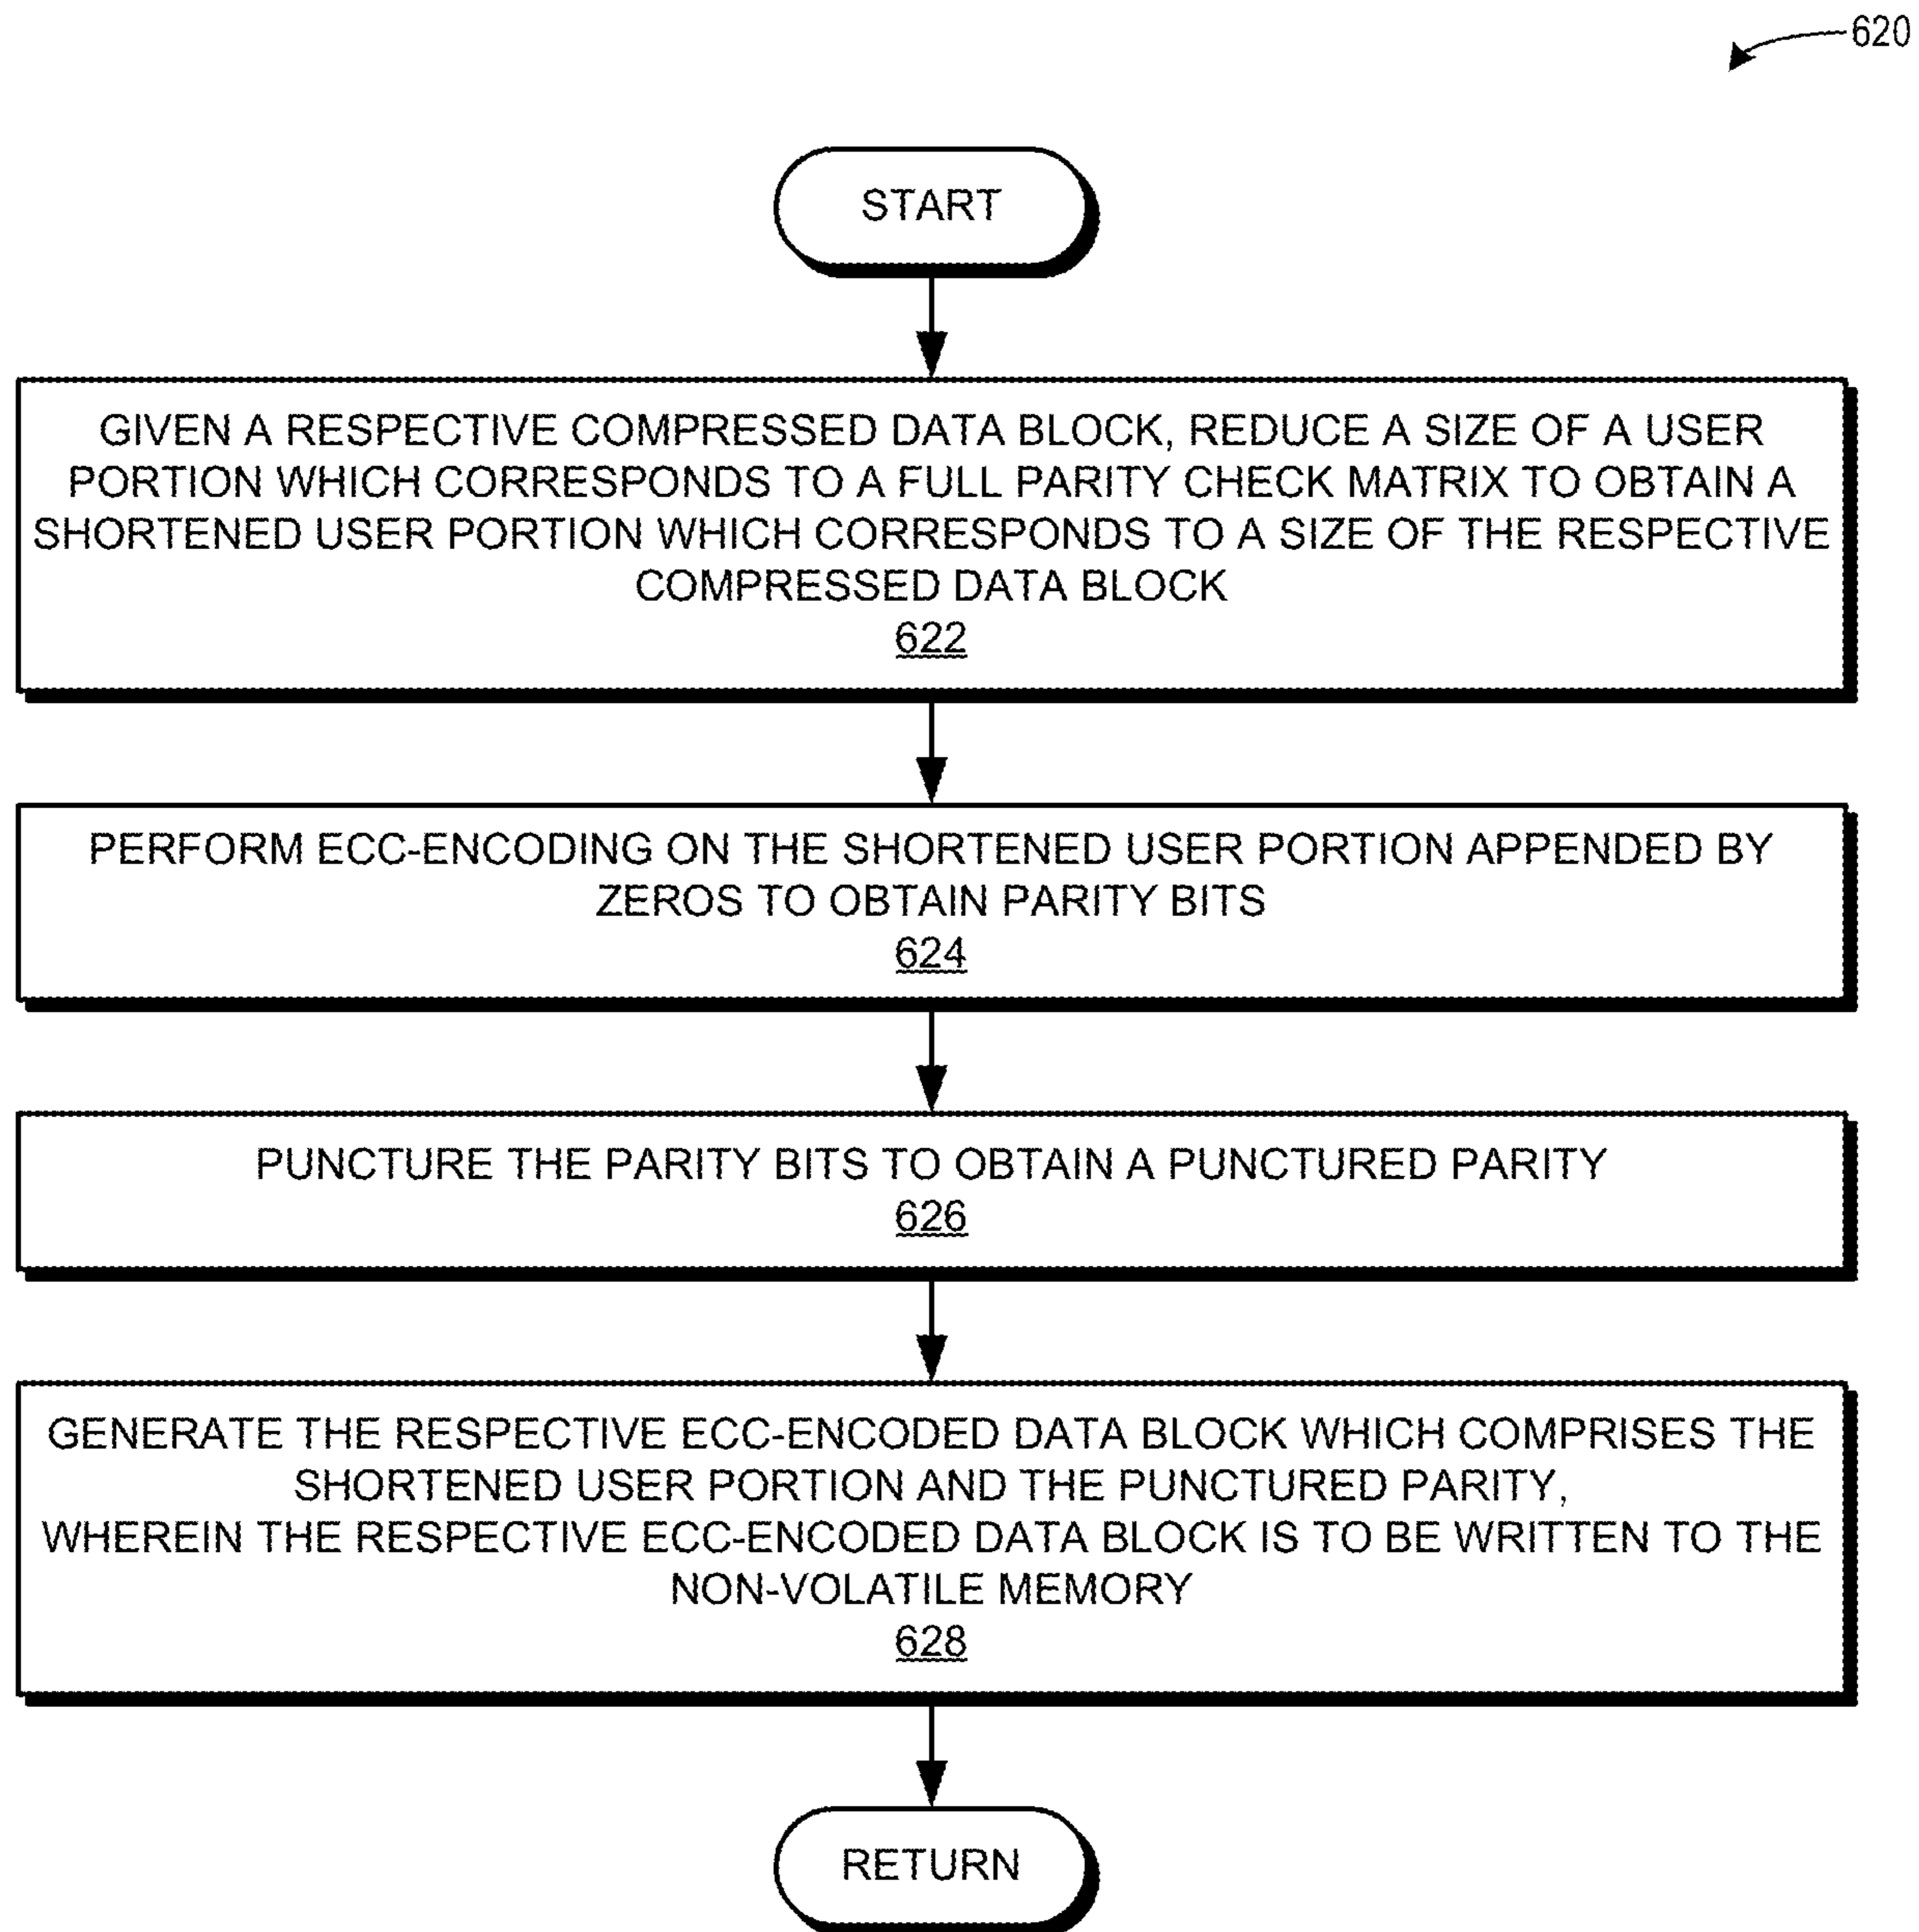 620
START
GIVEN A RESPECTIVE COMPRESSED DATA BLOCK, REDUCE A SIZE OF A USER
PORTION WHICH CORRESPONDS TO A FULL PARITY CHECK MATRIX TO OBTAIN A
SHORTENED USER PORTION WHICH CORRESPONDS TO A SIZE OF THE RESPECTIVE
COMPRESSED DATA BLOCK
622
PERFORM ECC-ENCODING ON THE SHORTENED USER PORTION APPENDED BY
ZEROS TO OBTAIN PARITY BITS
624
PUNCTURE THE PARITY BITS TO OBTAIN A PUNCTURED PARITY
626
GENERATE THE RESPECTIVE ECC-ENCODED DATA BLOCK WHICH COMPRISES THE
SHORTENED USER PORTION AND THE PUNCTURED PARITY,
WHEREIN THE RESPECTIVE ECC-ENCODED DATA BLOCK IS TO BE WRITTEN TO THE
NON-VOLATILE MEMORY
628
RETURN